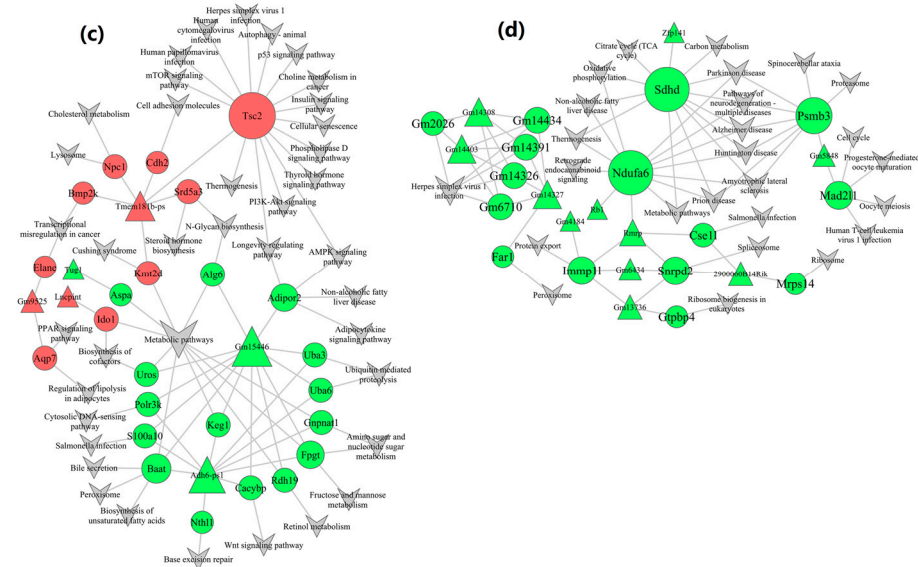 (c)
Herpes simplex virus 1
infection
Human
cytomegalovirus
infection
Autophagy - animal
Human papillomavirus
infection
p53 signaling pathway
mTOR signaling
pathway
Choline metabolism in
cancer
Cell adhesion molecules
Insulin signaling
pathway
Tsc2
Cholesterol metabolism
Cellular senescence
Phospholipase D
signaling pathway
Lysosome
Npc1
Cdh2
Thyroid hormone
signaling pathway
Bmp2k
Srd5a3
Thermogenesis
Tmem181b-ps
PI3K-Akt signaling
pathway
Transcriptional
misregulation in cancer
N-Glycan biosynthesis
Cushing syndrome
Steroid hormone
biosynthesis
Longevity regulating
pathway
AMPK signaling
pathway
Elane
Tug1
Kmt2d
Alg6
Aspa
Adipor2
Non-alcoholic fatty
liver disease
Gm9525
Lncpint
Ido1
PPAR signaling
pathway
Metabolic pathways
Gm15446
Adipocytokine
signaling pathway
Aqp7
Biosynthesis of
cofactors
Uba3
Uros
Ubiquitin mediated
proteolysis
Regulation of lipolysis
in adipocytes
Polr3k
Uba6
Cytosolic DNA-sensing
pathway
Keg1
Gnpnat1
S100a10
Salmonella infection
Amino sugar and
nucleotide sugar
metabolism
Fpgt
Bile secretion
Baat
Adh6-ps1
Cacybp
Rdh19
Peroxisome
Fructose and mannose
metabolism
Biosynthesis of
unsaturated fatty acids
Nthl1
Retinol metabolism
Wnt signaling pathway
Base excision repair
(d)
Zfp141
Citrate cycle (TCA
cycle)
Carbon metabolism
Oxidative
phosphorylation
Sdhd
Parkinson disease
Spinocerebellar ataxia
Proteasome
Non-alcoholic fatty
liver disease
Pathways of
neurodegeneration -
multiple diseases
Psmb3
Gm2026
Gm14308
Gm14434
Thermogenesis
Alzheimer disease
Cell cycle
Gm14403
Gm14391
Huntington disease
Gm5848
Progesterone-mediated
oocyte maturation
Retrograde
endocannabinoid
signaling
Ndufa6
Gm14326
Herpes simplex virus 1
infection
Gm14327
Amyotrophic lateral
sclerosis
Mad2l1
Gm6710
Prion disease
Oocyte meiosis
Rb1
Metabolic pathways
Gm4184
Salmonella infection
Human T-cell leukemia
virus 1 infection
Rmrp
Cse1l
Protein export
Spliceosome
Far1
Ribosome
Immp1l
Gm6434
Snrpd2
2900060B14Rik
Mrps14
Peroxisome
Gm13736
Ribosome biogenesis in
eukaryotes
Gtpbp4